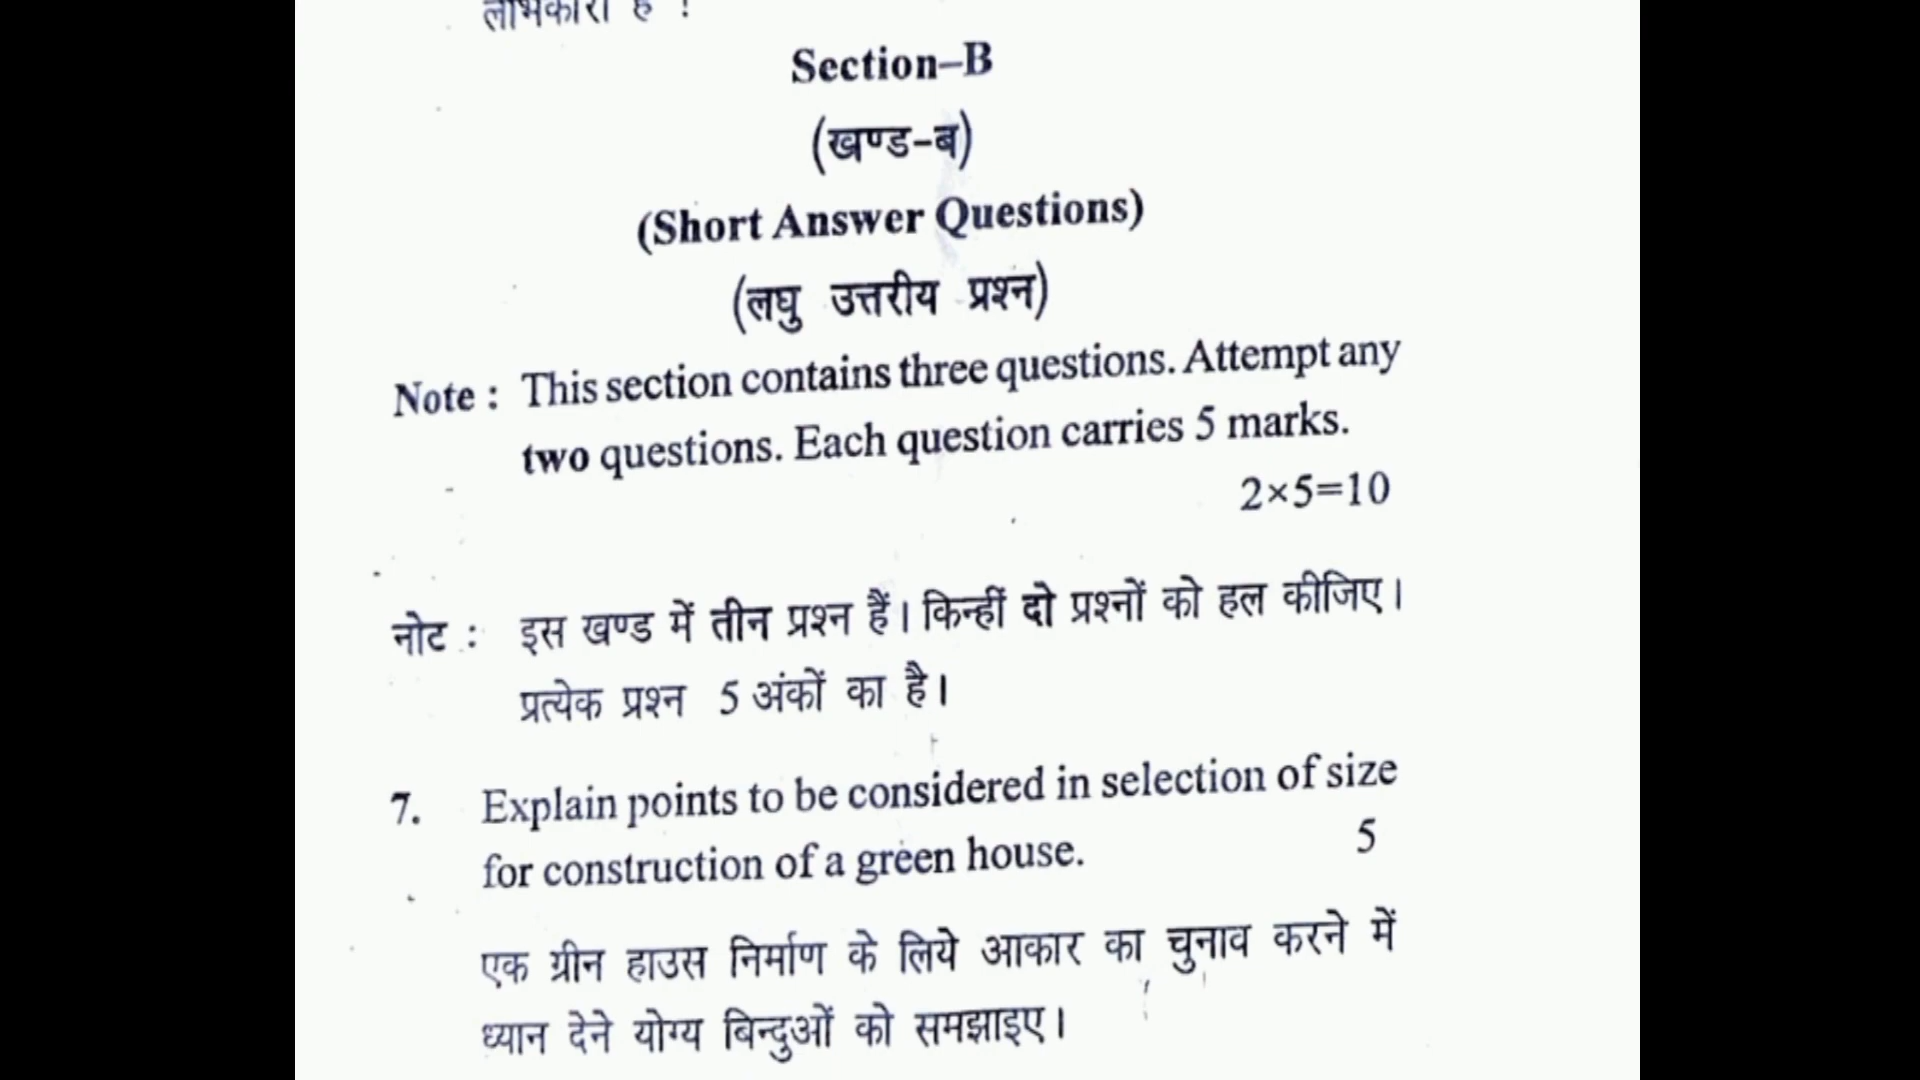 लाभकारी है ?
Section–B
(खण्ड-ब)
(Short Answer Questions)
(लघु उत्तरीय प्रश्न)
Note : This section contains three questions. Attempt any
two questions. Each question carries 5 marks.
2×5=10
नोट : इस खण्ड में तीन प्रश्न हैं। किन्हीं दो प्रश्नों को हल कीजिए।
प्रत्येक प्रश्न 5 अंकों का है।
7. Explain points to be considered in selection of size
for construction of a green house. 5
एक ग्रीन हाउस निर्माण के लिये आकार का चुनाव करने में
ध्यान देने योग्य बिन्दुओं को समझाइए।